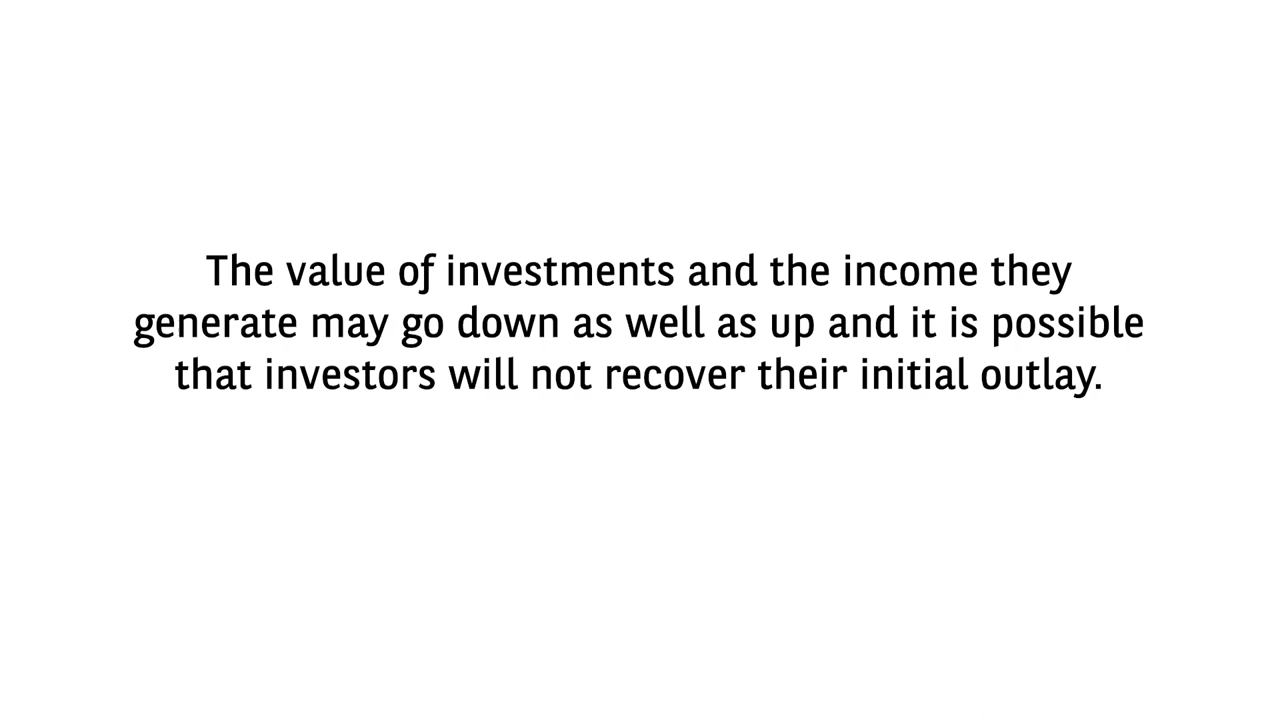 The value of investments and the income they
generate may go down as well as up and it is possible
that investors will not recover their initial outlay.